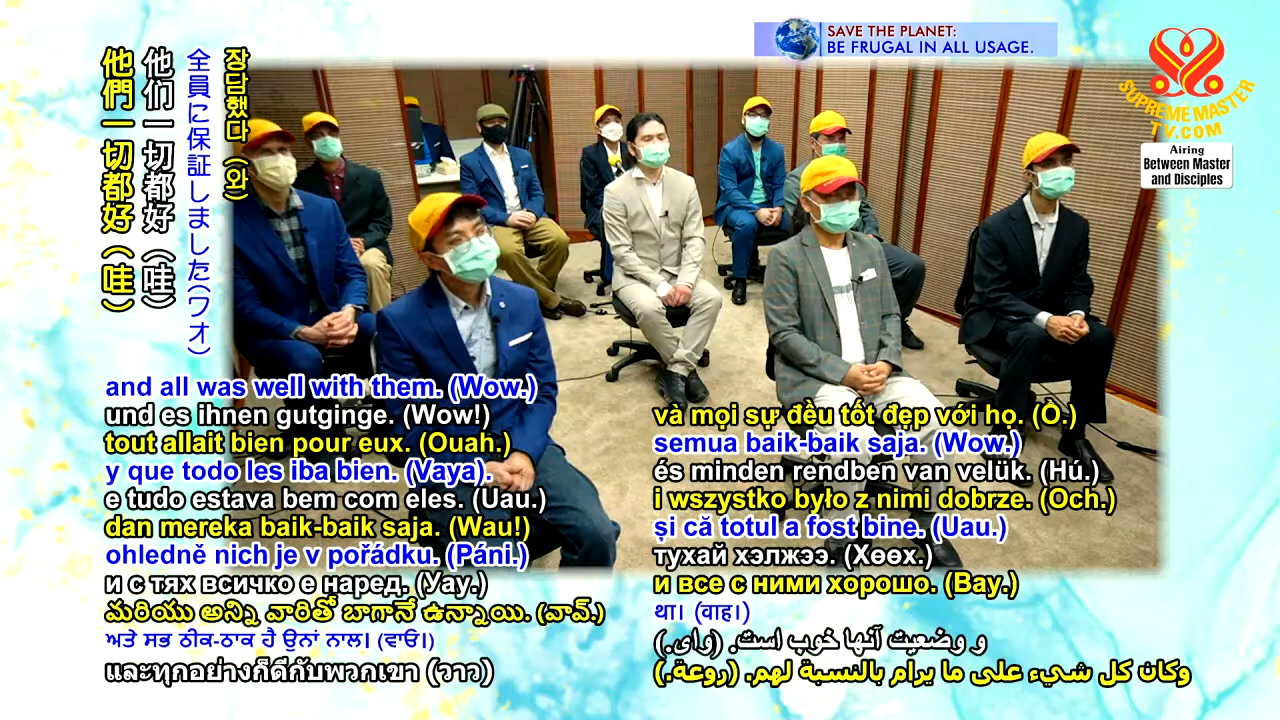 SAVE THE PLANET:
BE FRUGAL IN ALL USAGE.
SUPREME MASTER
TV.COM
Airing
Between Master
and Disciples
他們一切都好（哇）
他们一切都好（哇）
全員に保証しました(ワオ)
장담했다 (와)
and all was well with them. (Wow.)
und es ihnen gutginge. (Wow!)
tout allait bien pour eux. (Ouah.)
y que todo les iba bien. (Vaya).
e tudo estava bem com eles. (Uau.)
dan mereka baik-baik saja. (Wau!)
ohledně nich je v pořádku. (Páni.)
и с тях всичко е наред. (Уау.)
మరియు అన్ని వారితో బాగానే ఉన్నాయి. (వావ్.)
ਅਤੇ ਸਭ ਠੀਕ-ਠਾਕ ਹੈ ਉਨਾਂ ਨਾਲ। (ਵਾਓ।)
และทุกอย่างก็ดีกับพวกเขา (วาว)
và mọi sự đều tốt đẹp với họ. (Ò.)
semua baik-baik saja. (Wow.)
és minden rendben van velük. (Hú.)
i wszystko było z nimi dobrze. (Och.)
și că totul a fost bine. (Uau.)
тухай хэлжээ. (Хөөх.)
и все с ними хорошо. (Вау.)
था। (वाह।)
و وضعیت آنها خوب است. (وای.)
وكان كل شيء على ما يرام بالنسبة لهم. (روعة.)